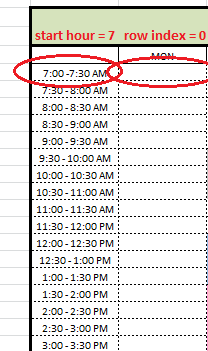 start hour = 7 row index = 0
MON
7:00 -7:30 AM
7:30 - 8:00 AM
8:00 - 8:30 AM
8:30 - 9:00 AM
9:00 - 9:30 AM
9:30 - 10:00 AM
10:00 - 10:30 AM
10:30 - 11:00 AM
11:00 - 11:30 AM
11:30 - 12:00 PM
12:00 - 12:30 PM
12:30 - 1:00 PM
1:00 - 1:30 PM
1:30 - 2:00 PM
2:00 - 2:30 PM
2:30 - 3:00 PM
3:00 - 3:30 PM